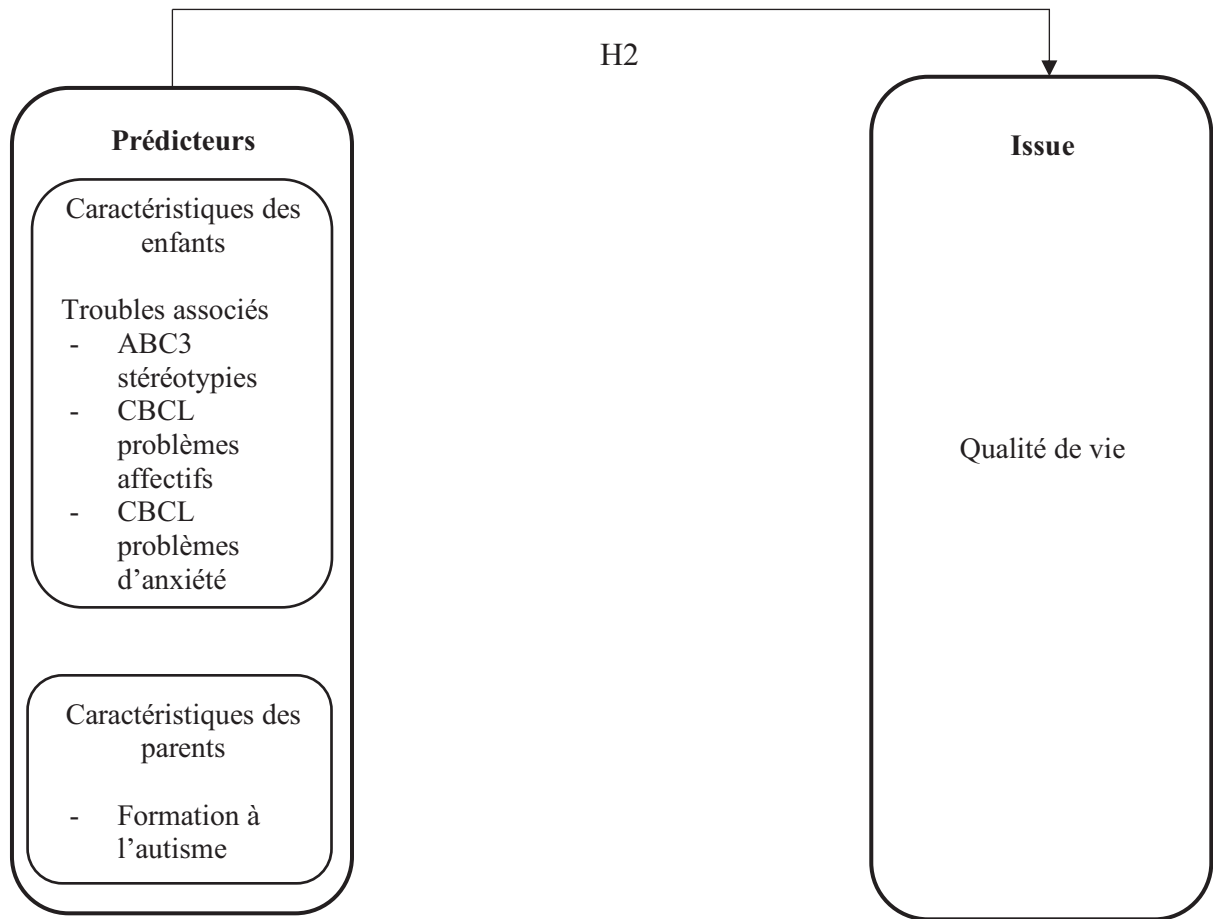 H2
Prédicteurs
Caractéristiques des
enfants
Troubles associés
- ABC3
stéréotypies
- CBCL
problèmes
affectifs
- CBCL
problèmes
d’anxiété
Caractéristiques des
parents
- Formation à
l’autisme
Issue
Qualité de vie